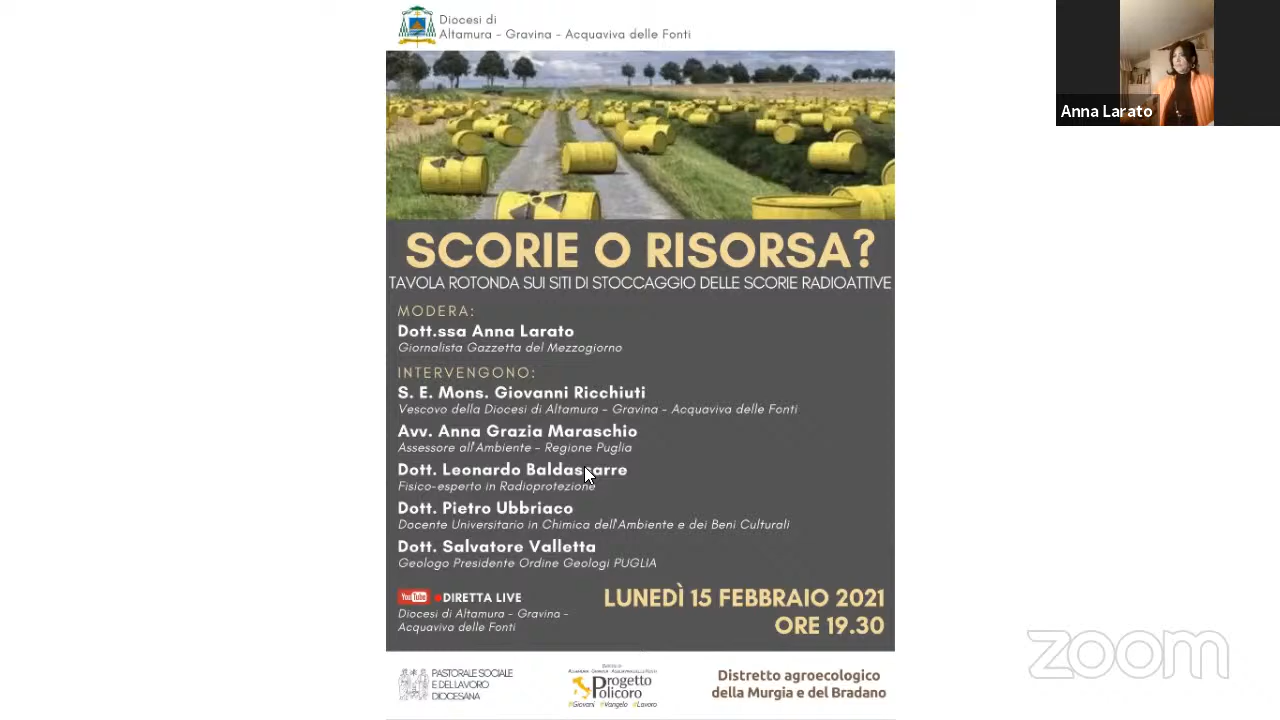 Diocesi di
Altamura - Gravina - Acquaviva delle Fonti
Anna Larato
SCORIE O RISORSA?
TAVOLA ROTONDA SUI SITI DI STOCCAGGIO DELLE SCORIE RADIOATTIVE
MODERA:
Dott.ssa Anna Larato
Giornalista Gazzetta del Mezzogiorno
INTERVENGONO:
S. E. Mons. Giovanni Ricchiuti
Vescovo della Diocesi di Altamura - Gravina - Acquaviva delle Fonti
Avv. Anna Grazia Maraschio
Assessore all'Ambiente - Regione Puglia
Dott. Leonardo Baldassarre
Fisico-esperto in Radioprotezione
Dott. Pietro Ubbriaco
Docente Universitario in Chimica dell'Ambiente e dei Beni Culturali
Dott. Salvatore Valletta
Geologo Presidente Ordine Geologi PUGLIA
YouTube DIRETTA LIVE
Diocesi di Altamura - Gravina -
Acquaviva delle Fonti
LUNEDÌ 15 FEBBRAIO 2021
ORE 19.30
zoom
PASTORALE SOCIALE
E DEL LAVORO
DIOCESANA
Progetto
Policoro
#Giovani #Vangelo #Lavoro
Distretto agroecologico
della Murgia e del Bradano